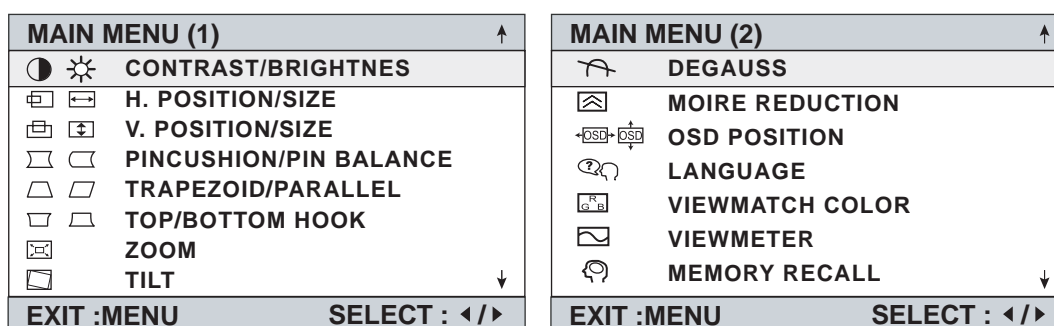 MAIN MENU (1)
CONTRAST/BRIGHTNES
H. POSITION/SIZE
V. POSITION/SIZE
PINCUSHION/PIN BALANCE
TRAPEZOID/PARALLEL
TOP/BOTTOM HOOK
ZOOM
TILT
EXIT :MENU SELECT : ◂/▸
MAIN MENU (2)
DEGAUSS
MOIRE REDUCTION
OSD OSD OSD POSITION
? LANGUAGE
R G B VIEWMATCH COLOR
VIEWMETER
MEMORY RECALL
EXIT :MENU SELECT : ◂/▸